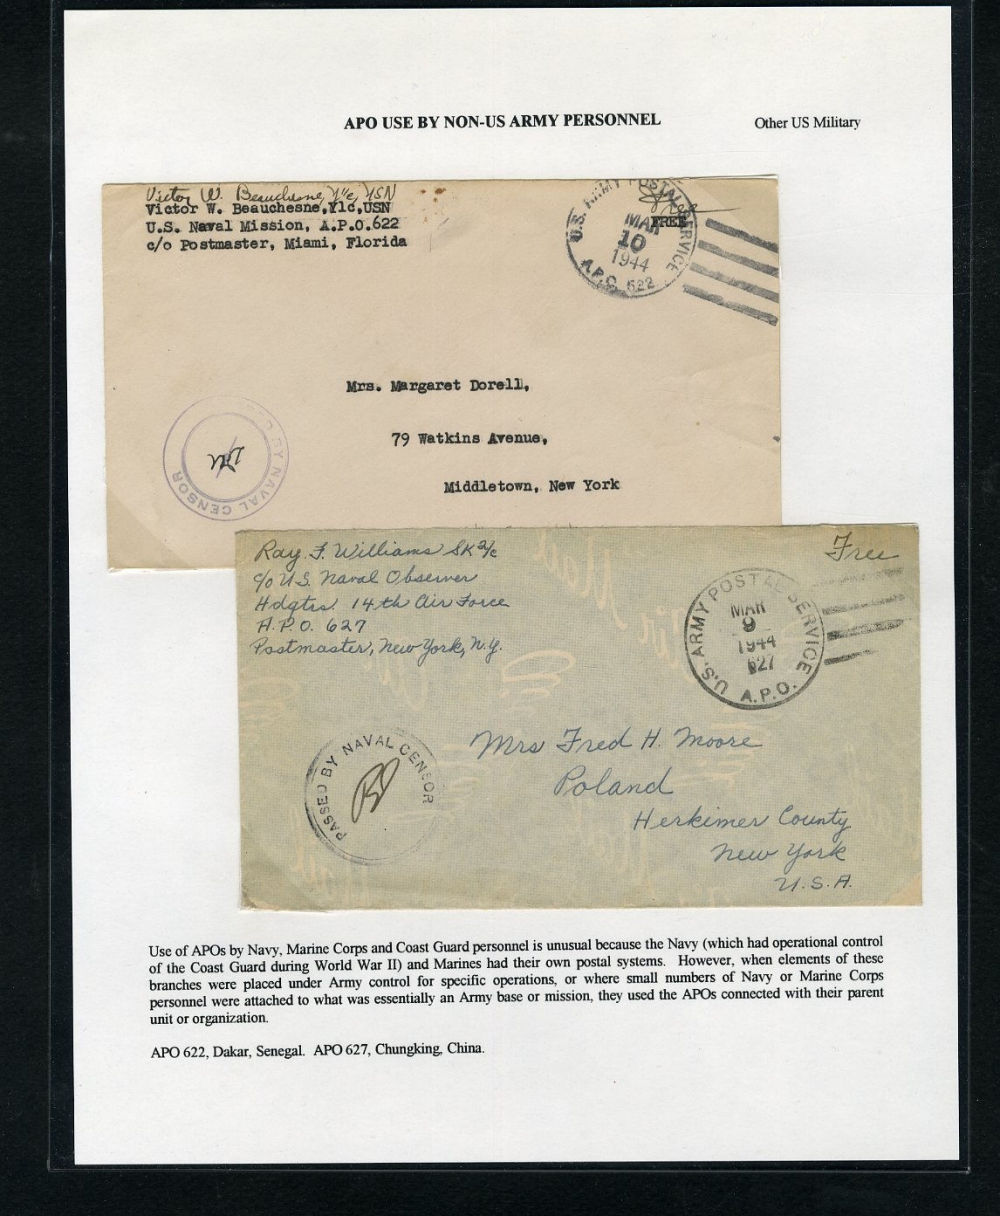 APO USE BY NON-US ARMY PERSONNEL
Other US Military
Victor W. Beauchesne, Y1c, USN
Victor W. Beauchesne,Y1c,USN
U.S. Naval Mission, A.P.O.622
c/o Postmaster, Miami, Florida
Free
FREE
U.S. ARMY POSTAL SERVICE
MAR
10
1944
A.P.O. 622
Mrs. Margaret Dorell,
79 Watkins Avenue,
Middletown, New York
D BY NAVAL CENSOR
Ray F. Williams SK2/c
c/o U.S. Naval Observer
Hdqtrs. 14th Air Force
A.P.O. 627
Postmaster, New York, N.Y.
Free
U.S. ARMY POSTAL SERVICE
MAR
9
1944
627
A.P.O.
PASSED BY NAVAL CENSOR
Mrs Fred H. Moore
Poland
Herkimer County
New York
U.S.A.
Use of APOs by Navy, Marine Corps and Coast Guard personnel is unusual because the Navy (which had operational control
of the Coast Guard during World War II) and Marines had their own postal systems. However, when elements of these
branches were placed under Army control for specific operations, or where small numbers of Navy or Marine Corps
personnel were attached to what was essentially an Army base or mission, they used the APOs connected with their parent
unit or organization.
APO 622, Dakar, Senegal. APO 627, Chungking, China.